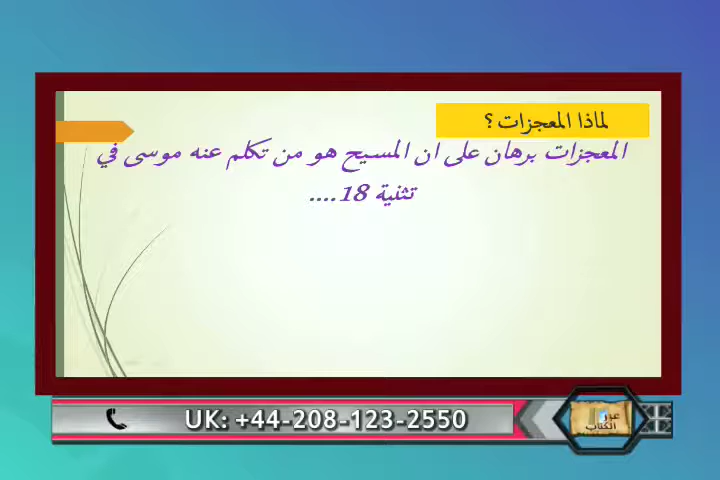 لماذا المعجزات ؟
المعجزات برهان على ان المسيح هو من تكلم عنه موسى في
تثنية 18....
UK: +44-208-123-2550
الكتاب